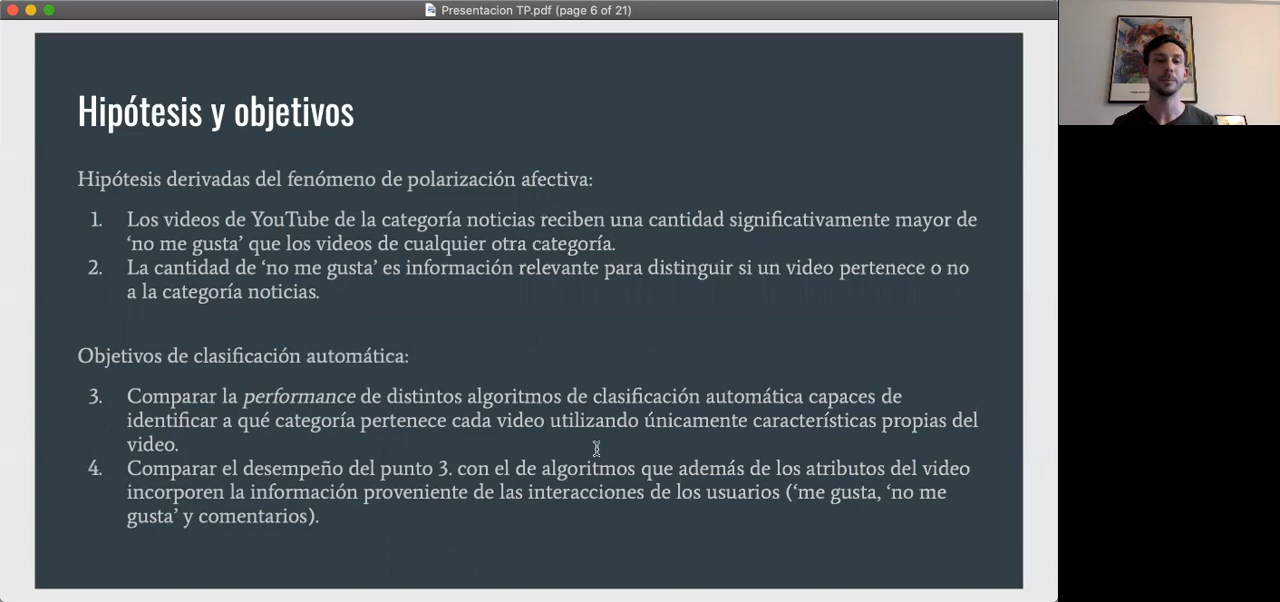 Presentacion TP.pdf (page 6 of 21)
Hipótesis y objetivos
Hipótesis derivadas del fenómeno de polarización afectiva:
1. Los videos de YouTube de la categoría noticias reciben una cantidad significativamente mayor de
‘no me gusta’ que los videos de cualquier otra categoría.
2. La cantidad de ‘no me gusta’ es información relevante para distinguir si un video pertenece o no
a la categoría noticias.
Objetivos de clasificación automática:
3. Comparar la performance de distintos algoritmos de clasificación automática capaces de
identificar a qué categoría pertenece cada video utilizando únicamente características propias del
video.
4. Comparar el desempeño del punto 3. con el de algoritmos que además de los atributos del video
incorporen la información proveniente de las interacciones de los usuarios (‘me gusta, ‘no me
gusta’ y comentarios).